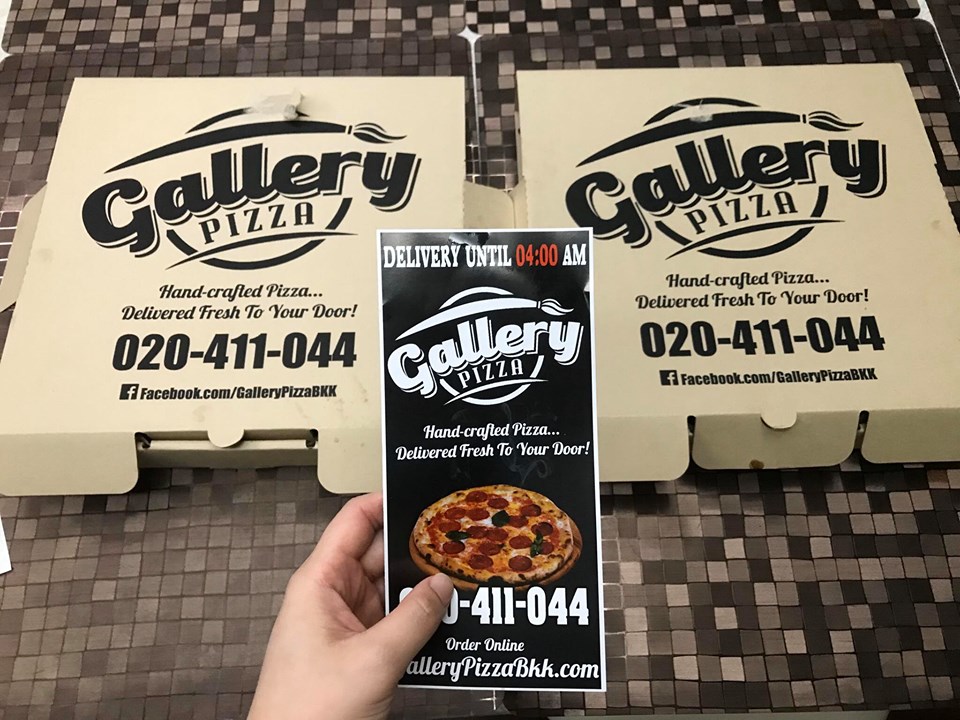 Gallery
PIZZA
Hand-crafted Pizza...
Delivered Fresh To Your Door!
020-411-044
Facebook.com/GalleryPizzaBKK
Gallery
PIZZA
Hand-crafted Pizza...
Delivered Fresh To Your Door!
020-411-044
Facebook.com/GalleryPizzaBKK
DELIVERY UNTIL 04:00 AM
Gallery
PIZZA
Hand-crafted Pizza...
Delivered Fresh To Your Door!
0-411-044
Order Online
alleryPizzaBkk.com